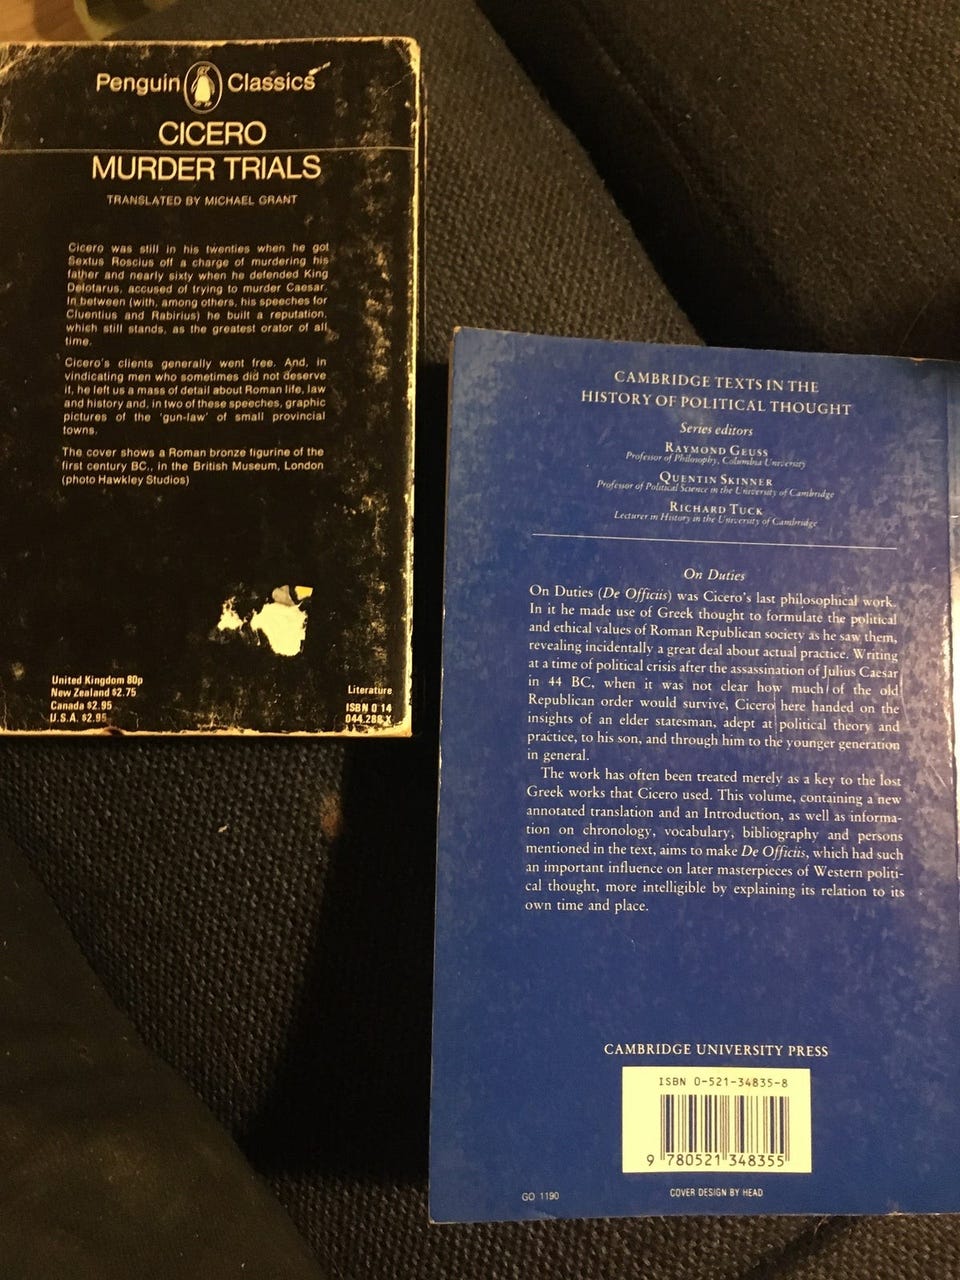 Penguin Classics
CICERO
MURDER TRIALS
TRANSLATED BY MICHAEL GRANT
Cicero was still in his twenties when he got
Sextus Roscius off a charge of murdering his
father and nearly sixty when he defended King
Deiotarus, accused of trying to murder Caesar.
In between (with, among others, his speeches for
Cluentius and Rabirius) he built a reputation,
which still stands, as the greatest orator of all
time.
Cicero's clients generally went free. And, in
vindicating men who sometimes did not deserve
it, he left us a mass of detail about Roman life, law
and history and, in two of these speeches, graphic
pictures of the 'gun-law' of small provincial
towns.
The cover shows a Roman bronze figurine of the
first century BC., in the British Museum, London
(photo Hawkley Studios)
United Kingdom 80p
New Zealand $2.75
Canada $2.95
U.S.A. $2.95
Literature
ISBN 0 14
044.288 X
CAMBRIDGE TEXTS IN THE
HISTORY OF POLITICAL THOUGHT
Series editors
RAYMOND GEUSS
Professor of Philosophy, Columbia University
QUENTIN SKINNER
Professor of Political Science in the University of Cambridge
RICHARD TUCK
Lecturer in History in the University of Cambridge
On Duties
On Duties (De Officiis) was Cicero's last philosophical work.
In it he made use of Greek thought to formulate the political
and ethical values of Roman Republican society as he saw them,
revealing incidentally a great deal about actual practice. Writing
at a time of political crisis after the assassination of Julius Caesar
in 44 BC, when it was not clear how much of the old
Republican order would survive, Cicero here handed on the
insights of an elder statesman, adept at political theory and
practice, to his son, and through him to the younger generation
in general.
The work has often been treated merely as a key to the lost
Greek works that Cicero used. This volume, containing a new
annotated translation and an Introduction, as well as informa-
tion on chronology, vocabulary, bibliography and persons
mentioned in the text, aims to make De Officiis, which had such
an important influence on later masterpieces of Western politi-
cal thought, more intelligible by explaining its relation to its
own time and place.
CAMBRIDGE UNIVERSITY PRESS
ISBN 0-521-34835-8
9 780521 348355
GO 1190
COVER DESIGN BY HEAD